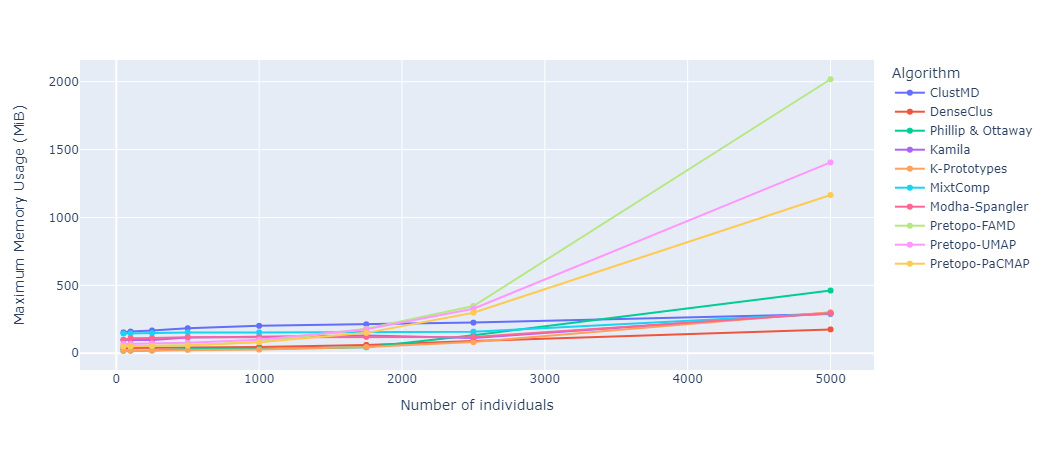 Maximum Memory Usage (MiB)
2000
1500
1000
500
0
0 1000 2000 3000 4000 5000
Number of individuals
Algorithm
ClustMD
DenseClus
Phillip & Ottaway
Kamila
K-Prototypes
MixtComp
Modha-Spangler
Pretopo-FAMD
Pretopo-UMAP
Pretopo-PaCMAP